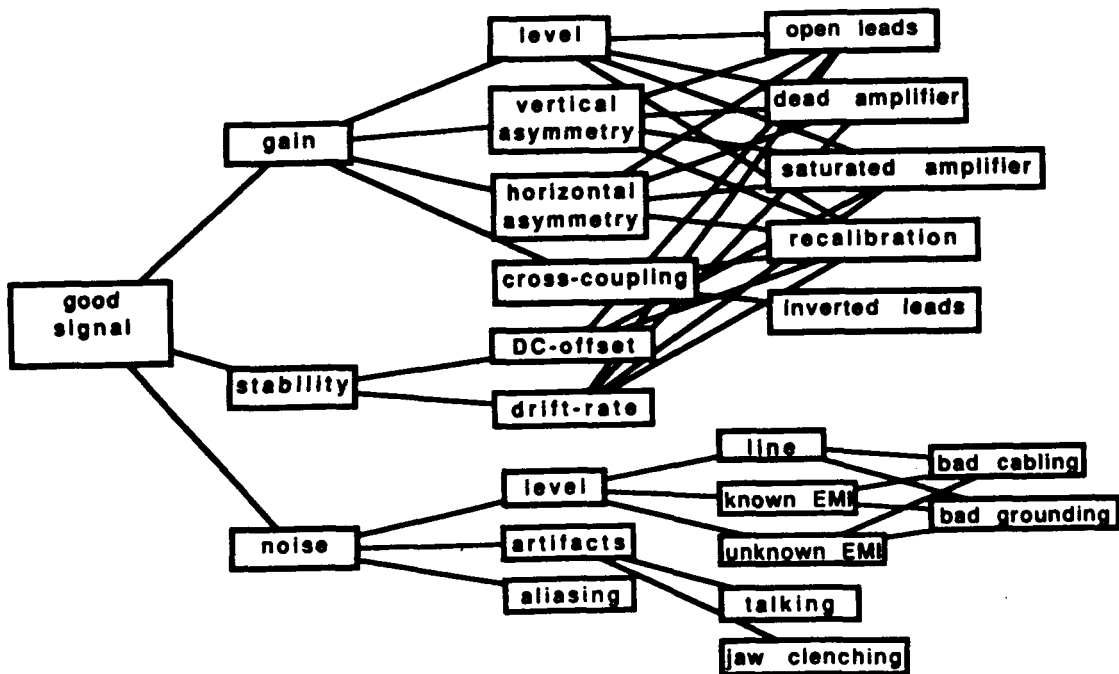 level
open leads
vertical
asymmetry
dead amplifier
gain
saturated amplifier
horizontal
asymmetry
recalibration
cross-coupling
good
signal
inverted leads
DC-offset
stability
drift-rate
line
bad cabling
level
known EMI
bad grounding
noise
artifacts
unknown EMI
aliasing
talking
jaw clenching